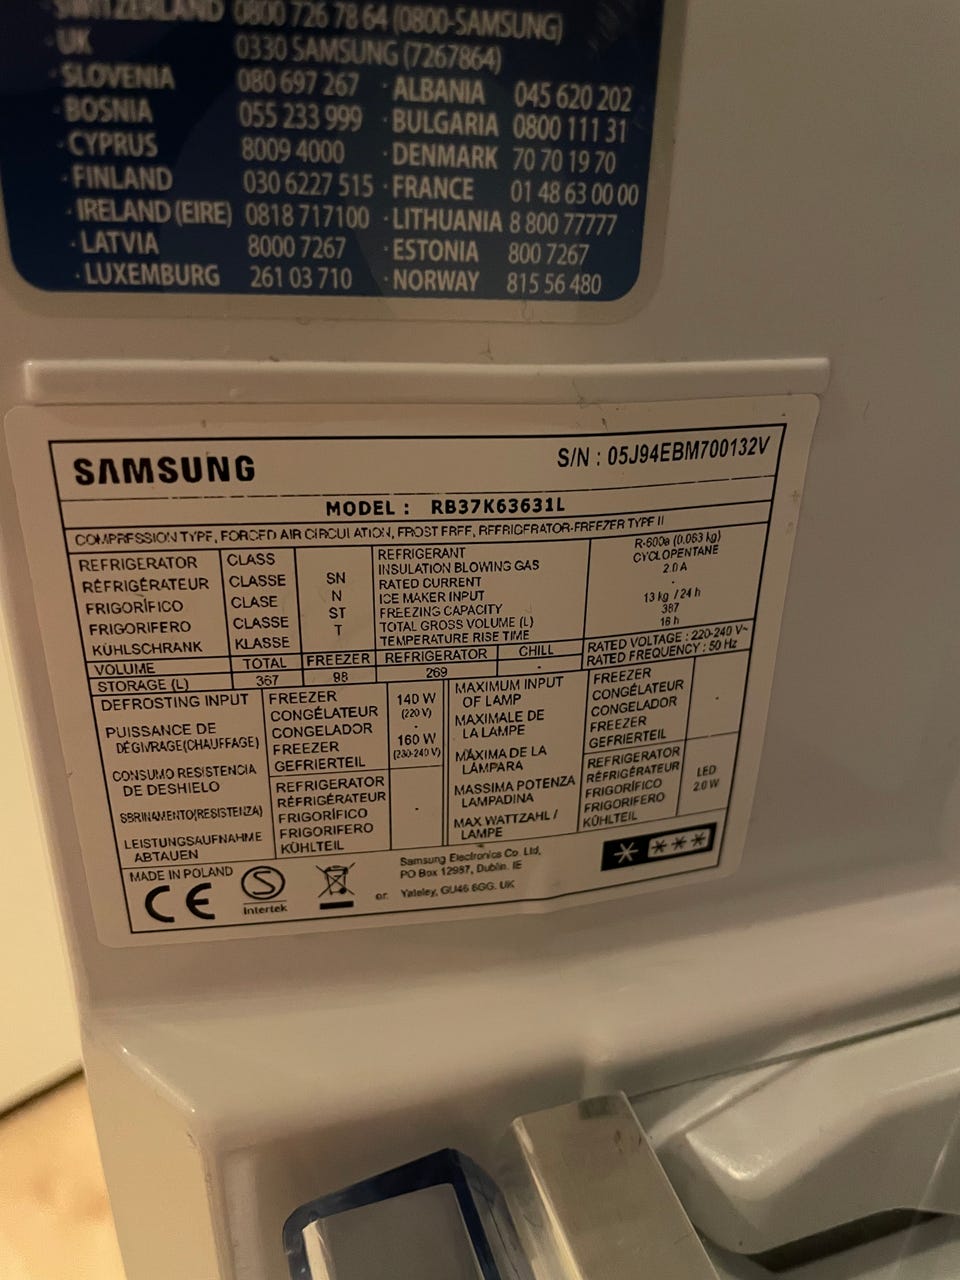 SWITZERLAND 0800 726 78 64 (0800-SAMSUNG)
· UK 0330 SAMSUNG (7267864)
· SLOVENIA 080 697 267 · ALBANIA 045 620 202
· BOSNIA 055 233 999 · BULGARIA 0800 111 31
· CYPRUS 8009 4000 · DENMARK 70 70 19 70
· FINLAND 030 6227 515 · FRANCE 01 48 63 00 00
· IRELAND (EIRE) 0818 717100 · LITHUANIA 8 800 77777
· LATVIA 8000 7267 · ESTONIA 800 7267
· LUXEMBURG 261 03 710 · NORWAY 815 56 480
SAMSUNG S/N : 05J94EBM700132V
MODEL : RB37K63631L
COMPRESSION TYPE, FORCED AIR CIRCULATION, FROST FREE, REFRIGERATOR-FREEZER TYPE II
REFRIGERATOR
RÉFRIGÉRATEUR
FRIGORÍFICO
FRIGORIFERO
KÜHLSCHRANK
CLASS
CLASSE
CLASE
CLASSE
KLASSE
SN
N
ST
T
REFRIGERANT R-600a (0.063 kg)
INSULATION BLOWING GAS CYCLOPENTANE
RATED CURRENT 2.0 A
ICE MAKER INPUT -
FREEZING CAPACITY 13 kg / 24 h
TOTAL GROSS VOLUME (L) 387
TEMPERATURE RISE TIME 16 h
VOLUME TOTAL FREEZER REFRIGERATOR CHILL RATED VOLTAGE : 220-240 V~
STORAGE (L) 367 98 269 - RATED FREQUENCY : 50 Hz
DEFROSTING INPUT
PUISSANCE DE
DÉGIVRAGE(CHAUFFAGE)
CONSUMO RESISTENCIA
DE DESHIELO
SBRINAMENTO(RESISTENZA)
LEISTUNGSAUFNAHME
ABTAUEN
FREEZER
CONGÉLATEUR
CONGELADOR
FREEZER
GEFRIERTEIL
140 W
(220 V)
-
160 W
(230-240 V)
REFRIGERATOR
RÉFRIGÉRATEUR
FRIGORÍFICO
FRIGORIFERO
KÜHLTEIL
-
MAXIMUM INPUT
OF LAMP
MAXIMALE DE
LA LAMPE
MÁXIMA DE LA
LÁMPARA
MASSIMA POTENZA
LAMPADINA
MAX WATTZAHL /
LAMPE
FREEZER
CONGÉLATEUR
CONGELADOR
FREEZER
GEFRIERTEIL
-
REFRIGERATOR
RÉFRIGÉRATEUR
FRIGORÍFICO
FRIGORIFERO
KÜHLTEIL
LED
2.0 W
MADE IN POLAND
CE
S
Intertek
Samsung Electronics Co. Ltd,
PO Box 12987, Dublin. IE
or. Yateley, GU46 6GG. UK